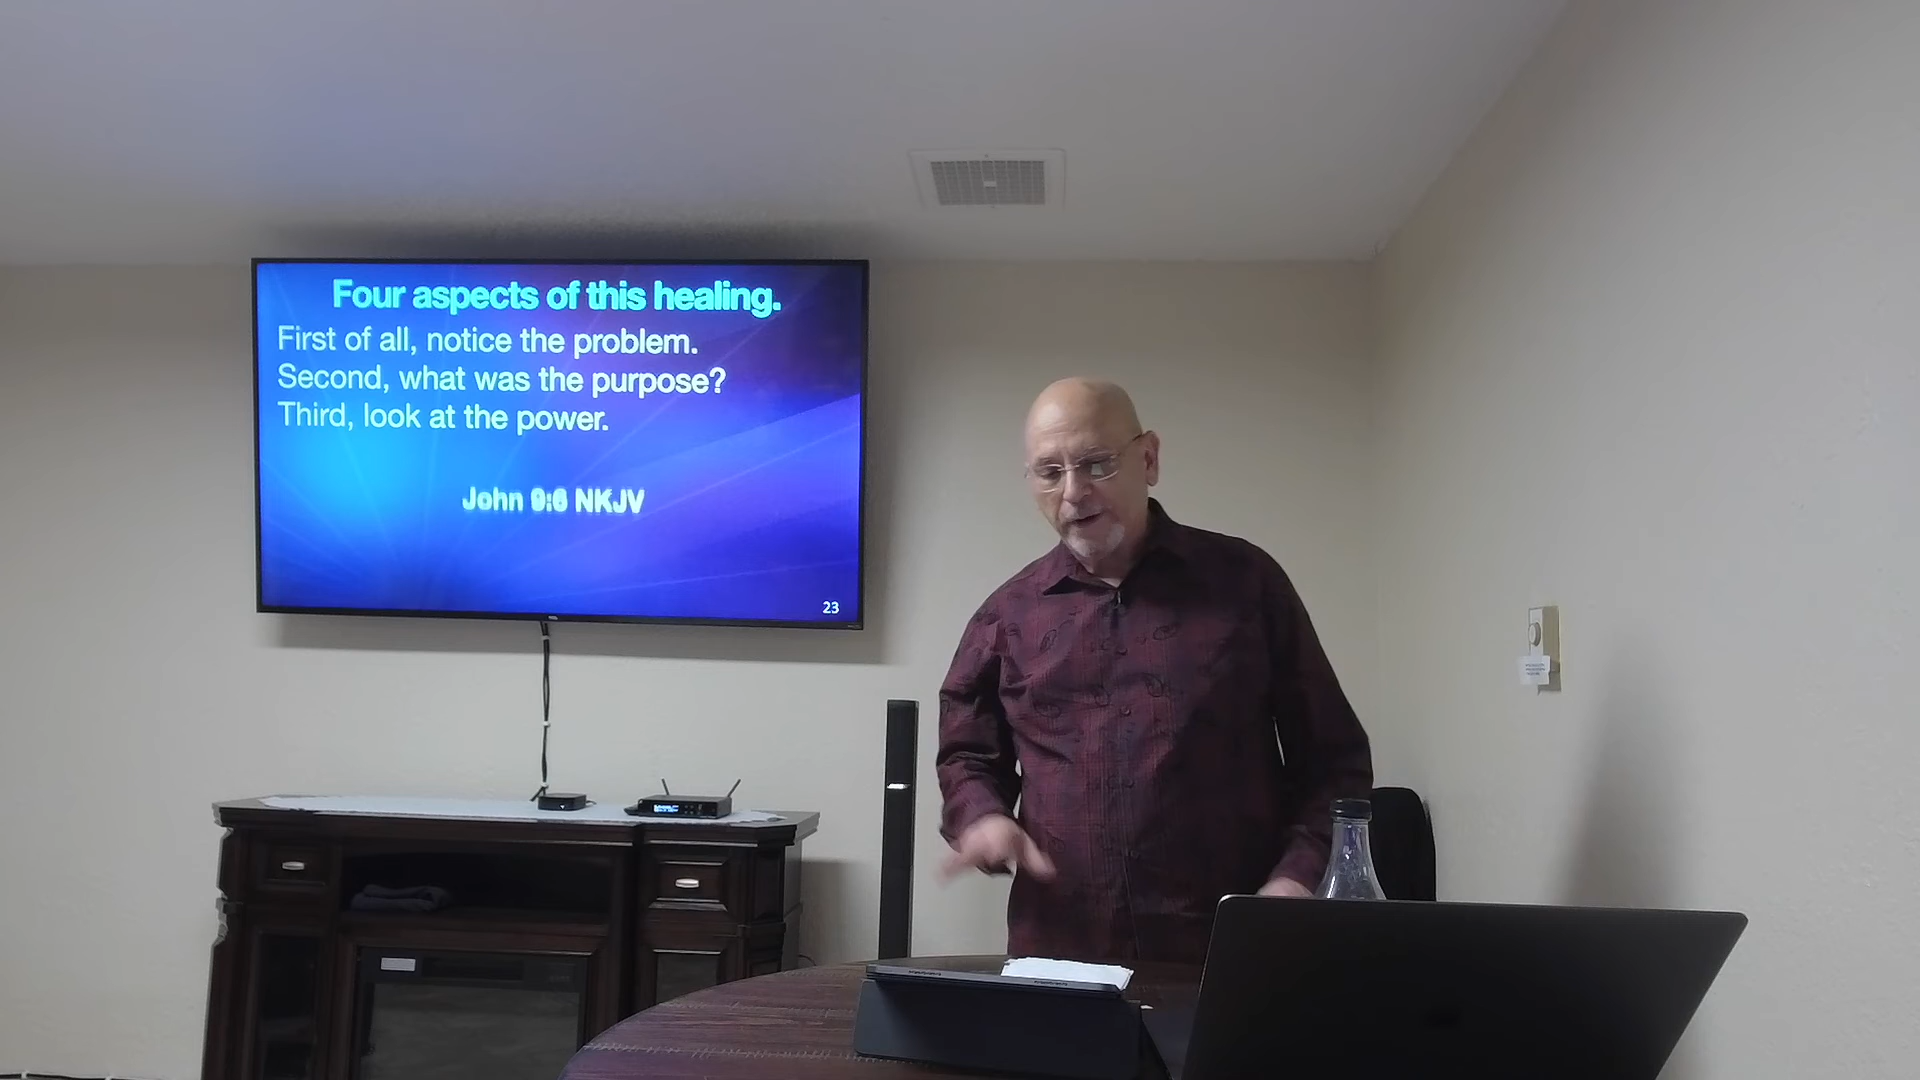 Four aspects of this healing.
First of all, notice the problem.
Second, what was the purpose?
Third, look at the power.
John 9:6 NKJV
23